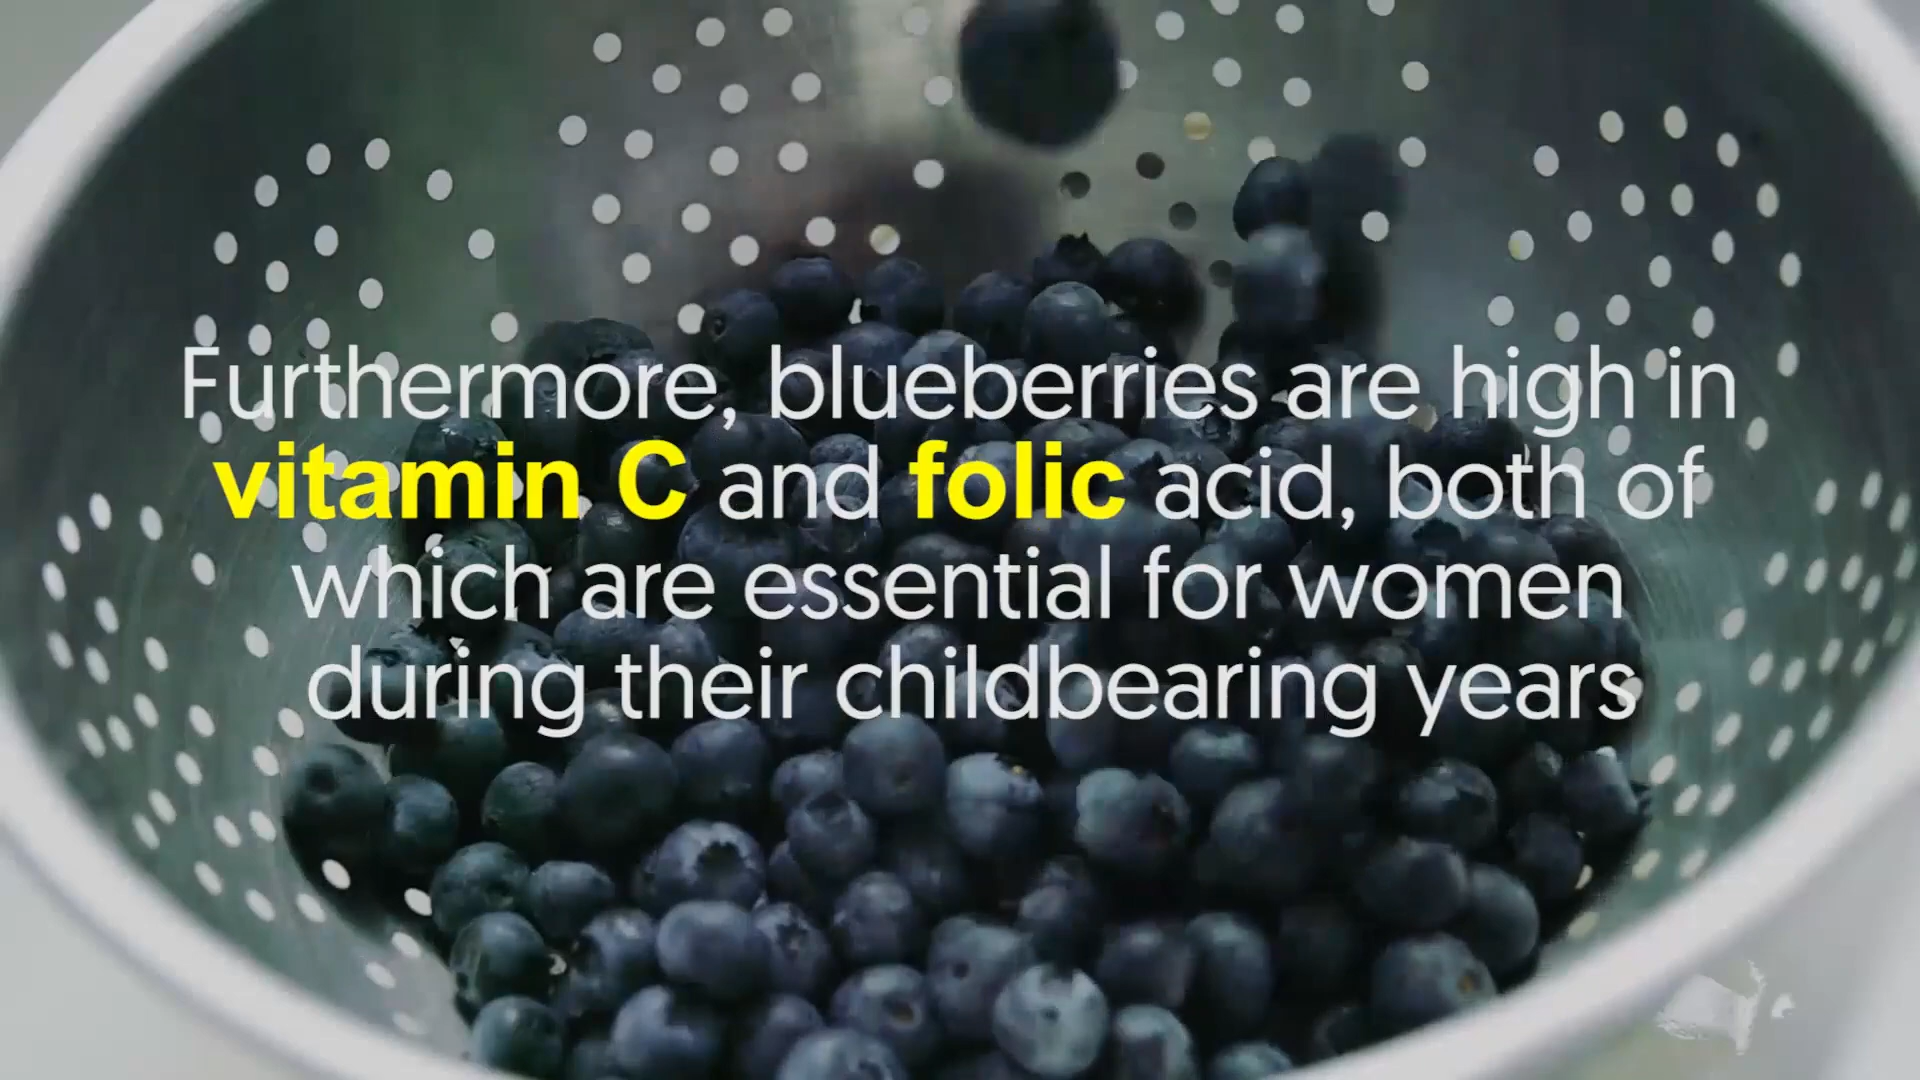 Furthermore, blueberries are high in
vitamin C and folic acid, both of
which are essential for women
during their childbearing years